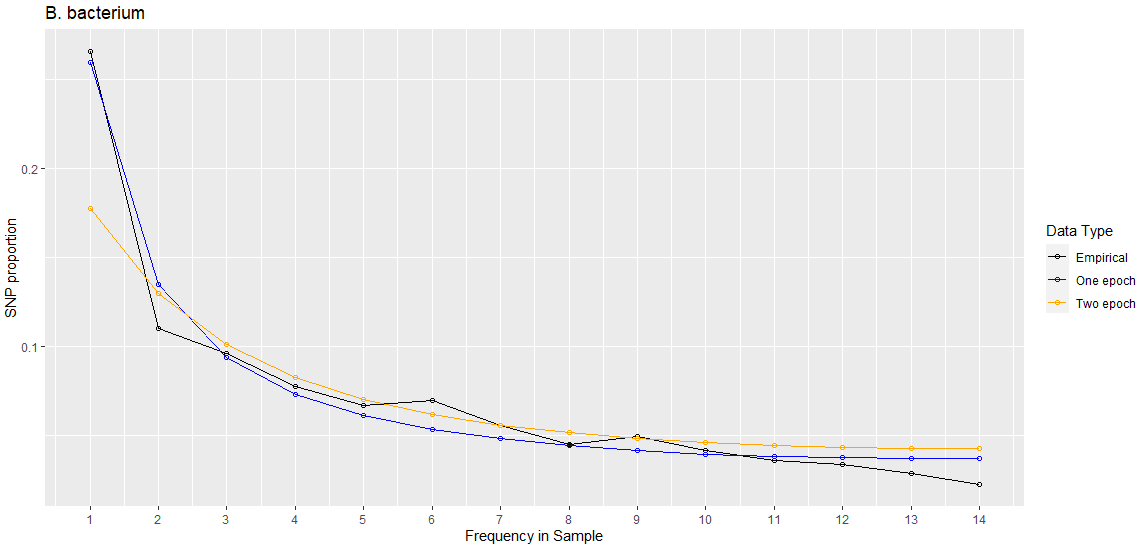 B. bacterium
SNP proportion
0.2
0.1
1 2 3 4 5 6 7 8 9 10 11 12 13 14
Frequency in Sample
Data Type
Empirical
One epoch
Two epoch